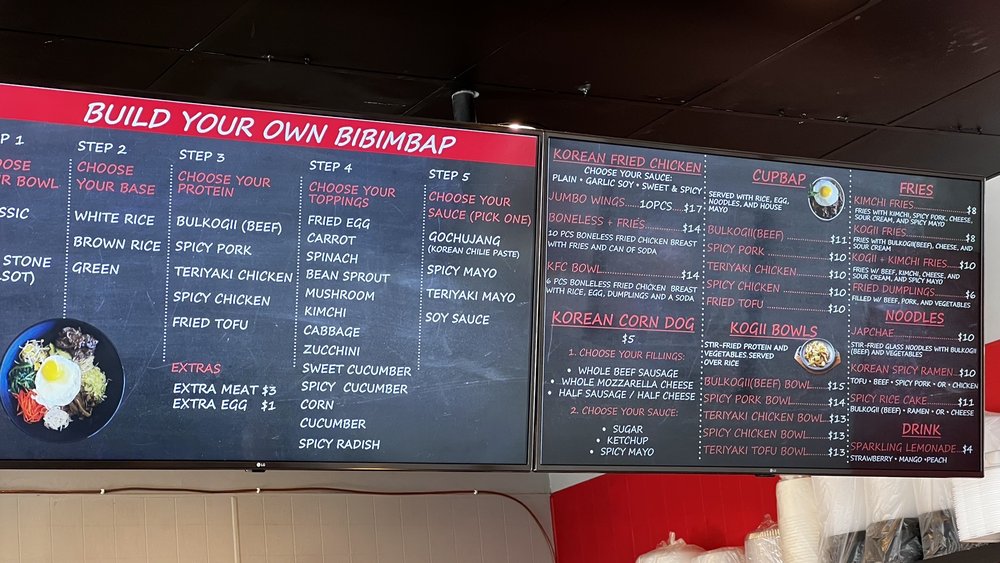 BUILD YOUR OWN BIBIMBAP
STEP 2
CHOOSE
YOUR BASE
WHITE RICE
BROWN RICE
GREEN
STONE
STEP 3
CHOOSE YOUR
PROTEIN
BULKOGII (BEEF)
SPICY PORK
TERIYAKI CHICKEN
SPICY CHICKEN
FRIED TOFU
EXTRAS
EXTRA MEAT $3
EXTRA EGG $1
STEP 4
CHOOSE YOUR
TOPPINGS
FRIED EGG
CARROT
SPINACH
BEAN SPROUT
MUSHROOM
KIMCHI
CABBAGE
ZUCCHINI
SWEET CUCUMBER
SPICY CUCUMBER
CORN
CUCUMBER
SPICY RADISH
STEP 5
CHOOSE YOUR
SAUCE (PICK ONE)
GOCHUJANG
(KOREAN CHILIE PASTE)
SPICY MAYO
TERIYAKI MAYO
SOY SAUCE
LG
KOREAN FRIED CHICKEN
CHOOSE YOUR SAUCE:
PLAIN • GARLIC SOY • SWEET & SPICY
JUMBO WINGS.....10PCS....$17
BONELESS + FRIES.......$14
10 PCS BONELESS FRIED CHICKEN BREAST
WITH FRIES AND CAN OF SODA
KFC BOWL.................$14
6 PCS BONELESS FRIED CHICKEN BREAST
WITH RICE, EGG, DUMPLINGS AND A SODA
KOREAN CORN DOG
$5
1. CHOOSE YOUR FILLINGS:
• WHOLE BEEF SAUSAGE
• WHOLE MOZZARELLA CHEESE
• HALF SAUSAGE / HALF CHEESE
2. CHOOSE YOUR SAUCE:
• SUGAR
• KETCHUP
• SPICY MAYO
CUPBAP
SERVED WITH RICE, EGG,
NOODLES, AND HOUSE
MAYO
BULKOGII(BEEF) ..........$11
SPICY PORK ..............$10
TERIYAKI CHICKEN ........$10
SPICY CHICKEN ...........$10
FRIED TOFU ..............$10
KOGII BOWLS
STIR-FRIED PROTEIN AND
VEGETABLES SERVED
OVER RICE
BULKOGII(BEEF) BOWL...$15
SPICY PORK BOWL........$14
TERIYAKI CHICKEN BOWL..$13
SPICY CHICKEN BOWL.....$13
TERIYAKI TOFU BOWL.....$13
FRIES
KIMCHI FRIES............$8
FRIES WITH KIMCHI, SPICY PORK, CHEESE,
SOUR CREAM, AND SPICY MAYO
KOGII FRIES.............$8
FRIES WITH BULKOGII(BEEF), CHEESE, AND
SOUR CREAM
KOGII + KIMCHI FRIES....$10
FRIES W/ BEEF, KIMCHI, CHEESE, AND
SOUR CREAM, AND SPICY MAYO
FRIED DUMPLINGS.........$6
FILLED W/ BEEF, PORK, AND VEGETABLES
NOODLES
JAPCHAE.................$10
STIR-FRIED GLASS NOODLES WITH BULKOGII
(BEEF) AND VEGETABLES
KOREAN SPICY RAMEN...$10
TOFU • BEEF • SPICY PORK • OR • CHICKEN
SPICY RICE CAKE.......$11
BULKOGII (BEEF) • RAMEN • OR • CHEESE
DRINK
SPARKLING LEMONADE...$4
STRAWBERRY • MANGO •PEACH
LG